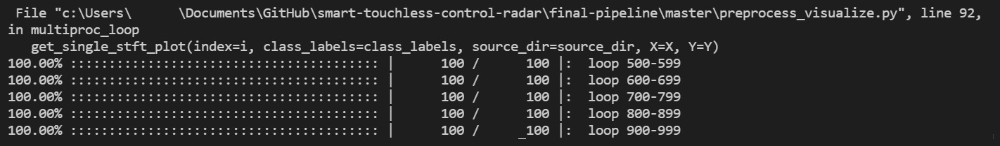 File "c:\Users\ \Documents\GitHub\smart-touchless-control-radar\final-pipeline\master\preprocess_visualize.py", line 92,
in multiproc_loop
get_single_stft_plot(index=i, class_labels=class_labels, source_dir=source_dir, X=X, Y=Y)
100.00% :::::::::::::::::::::::::::::::::::::::: | 100 / 100 |: loop 500-599
100.00% :::::::::::::::::::::::::::::::::::::::: | 100 / 100 |: loop 600-699
100.00% :::::::::::::::::::::::::::::::::::::::: | 100 / 100 |: loop 700-799
100.00% :::::::::::::::::::::::::::::::::::::::: | 100 / 100 |: loop 800-899
100.00% :::::::::::::::::::::::::::::::::::::::: | 100 / _100 |: loop 900-999